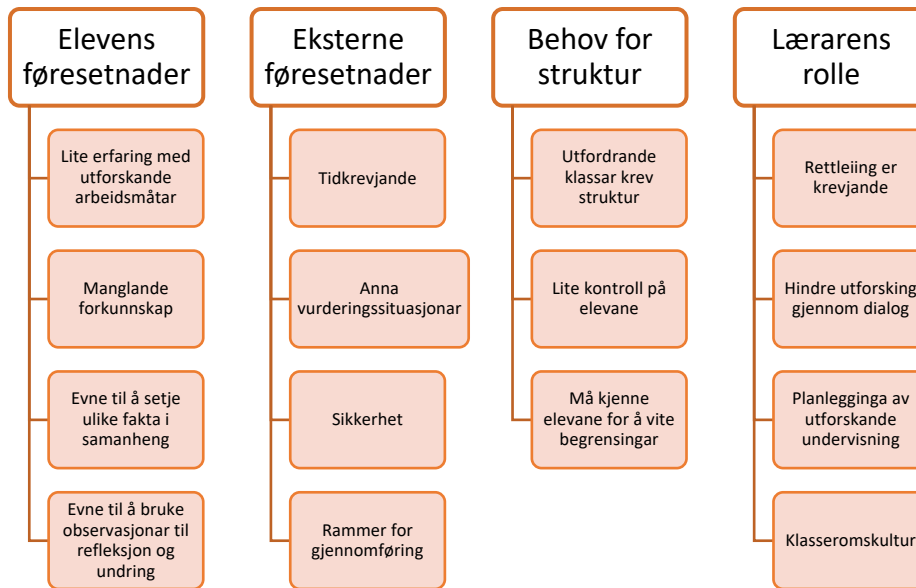 Elevens
føresetnader
Lite erfaring med
utforskande
arbeidsmåtar
Manglande
forkunnskap
Evne til å setje
ulike fakta i
samanheng
Evne til å bruke
observasjonar til
refleksjon og
undring
Eksterne
føresetnader
Tidkrevjande
Anna
vurderingssituasjonar
Sikkerhet
Rammer for
gjennomføring
Behov for
struktur
Utfordrande
klassar krev
struktur
Lite kontroll på
elevane
Må kjenne
elevane for å vite
begrensingar
Lærarens
rolle
Rettleiing er
krevjande
Hindre utforsking
gjennom dialog
Planlegginga av
utforskande
undervisning
Klasseromskultur